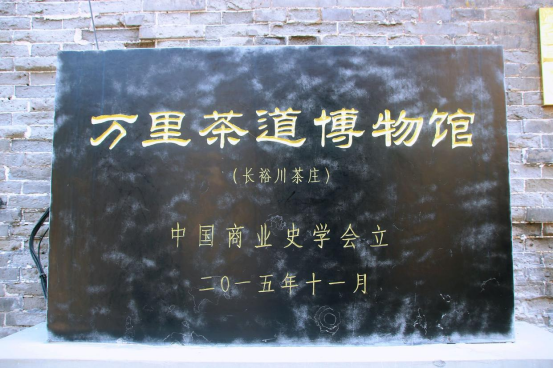 万里茶道博物馆
（长裕川茶庄）
中国商业史学会立
二〇一五年十一月